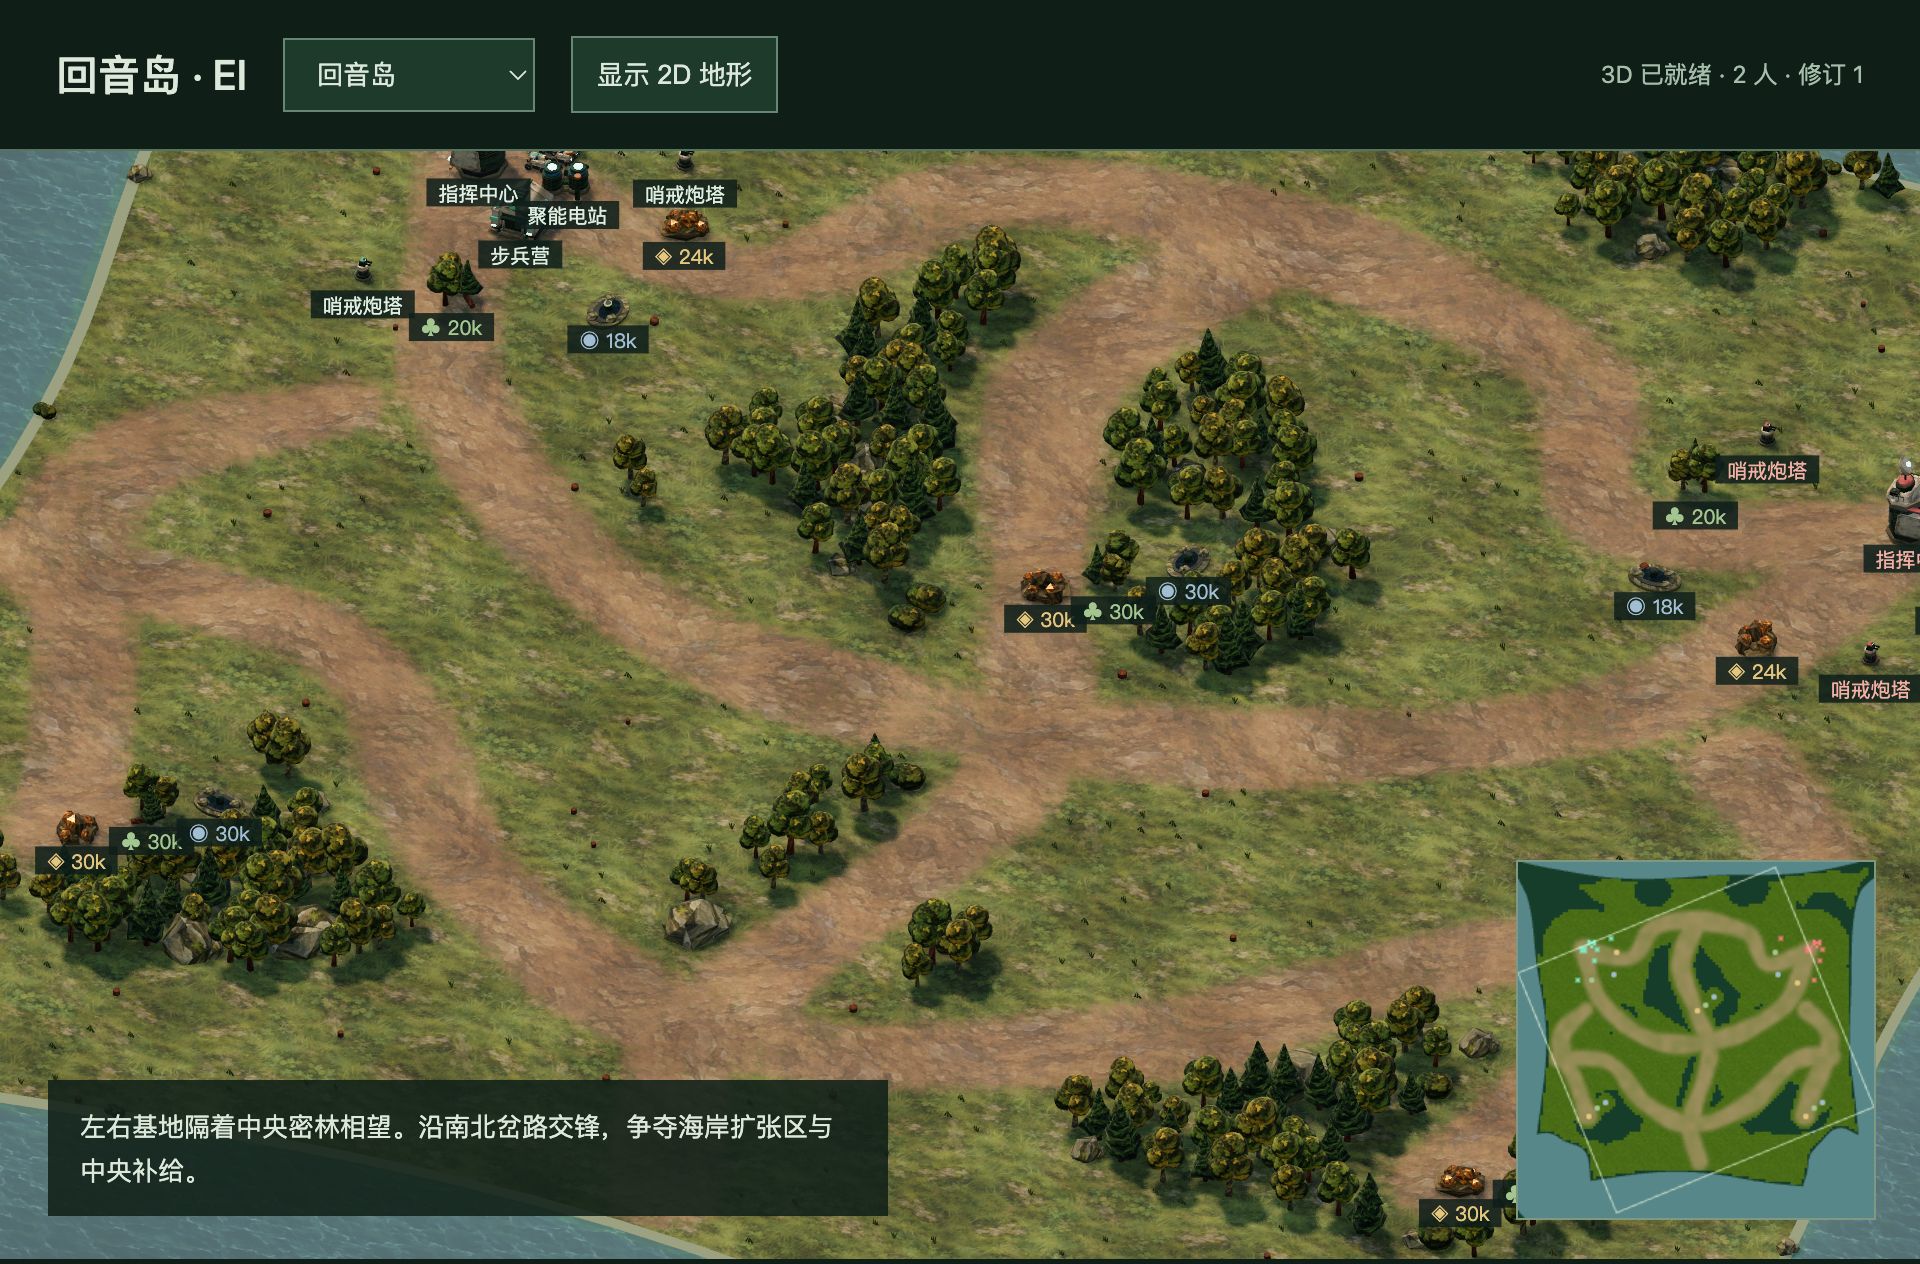 回音岛 · EI
回音岛
显示 2D 地形
3D 已就绪 · 2 人 · 修订 1
指挥中心
哨戒炮塔
聚能电站
步兵营
24k
哨戒炮塔
20k
18k
哨戒炮塔
20k
指挥
30k
30k
30k
18k
24k
哨戒炮塔
30k
30k
30k
左右基地隔着中央密林相望。沿南北岔路交锋，争夺海岸扩张区与
中央补给。
30k